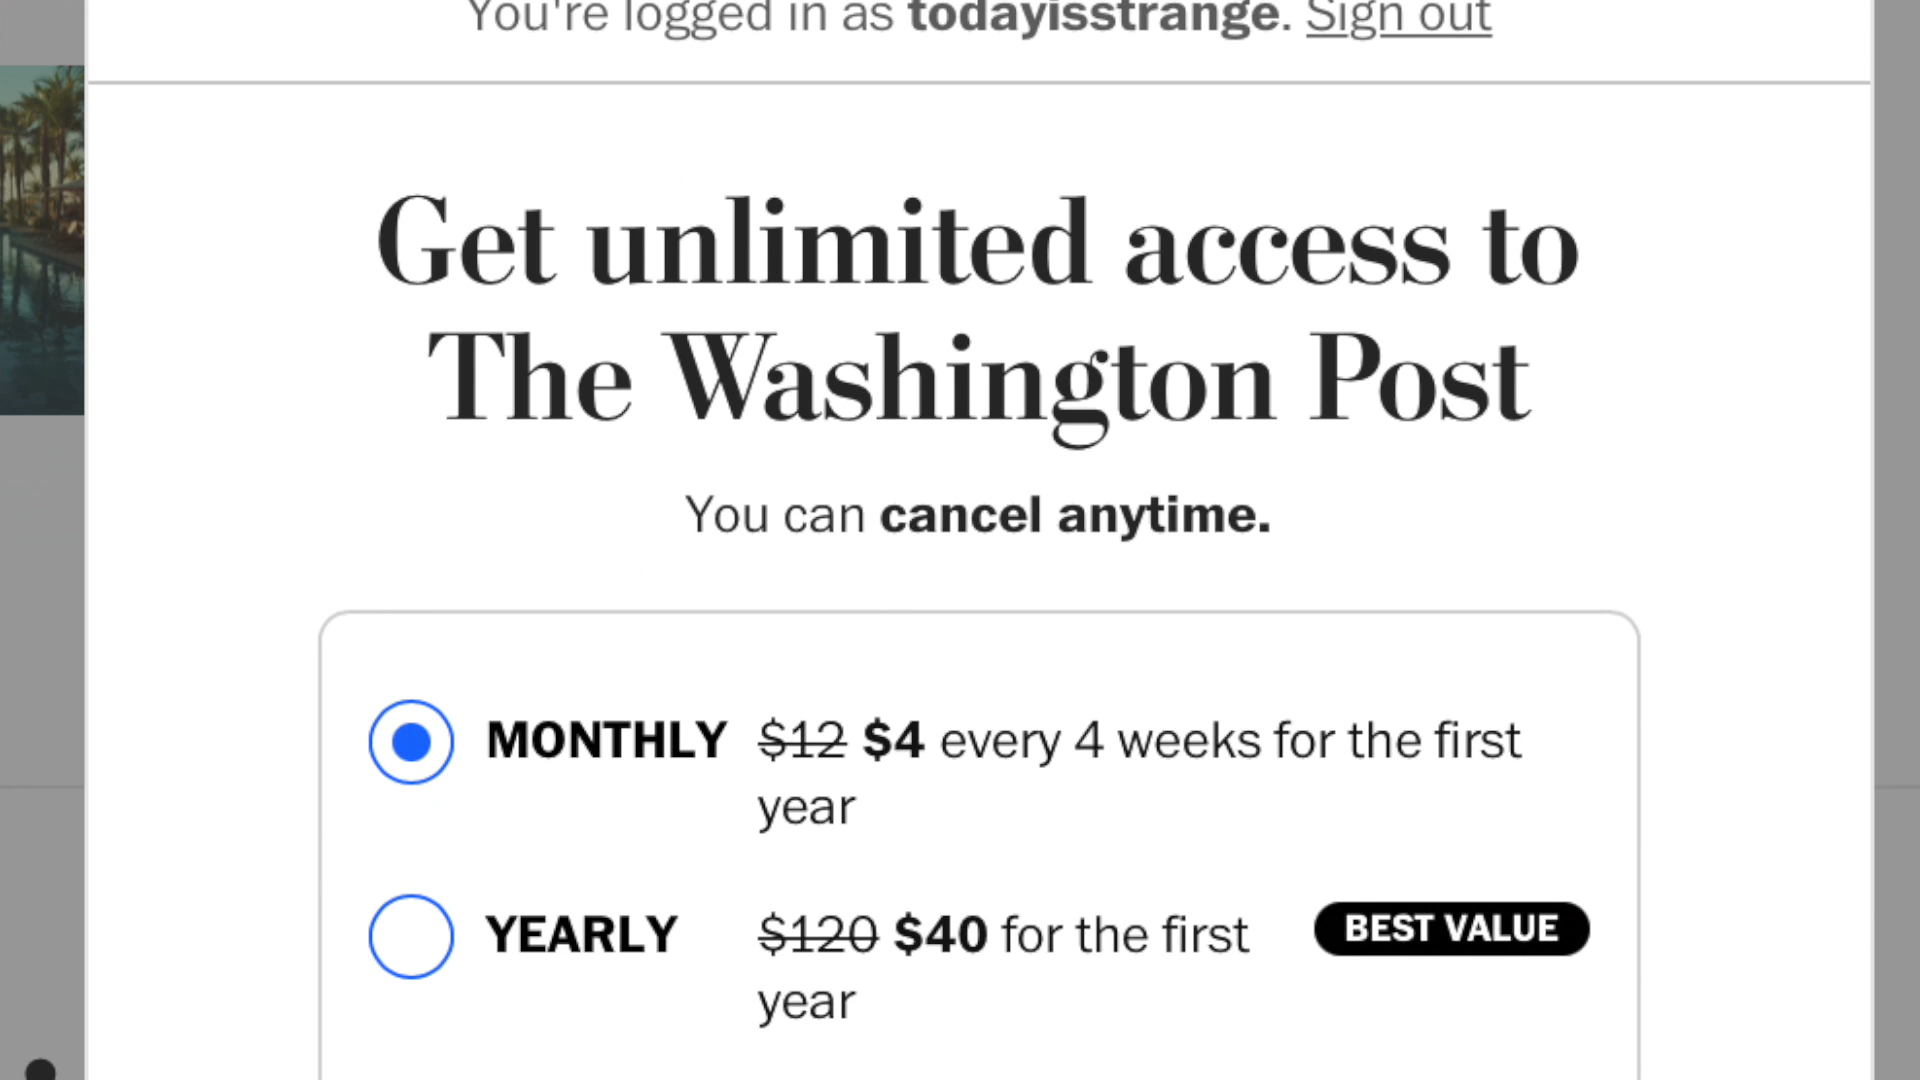 You're logged in as todayisstrange. Sign out
Get unlimited access to
The Washington Post
You can cancel anytime.
MONTHLY $12 $4 every 4 weeks for the first
year
YEARLY $120 $40 for the first BEST VALUE
year